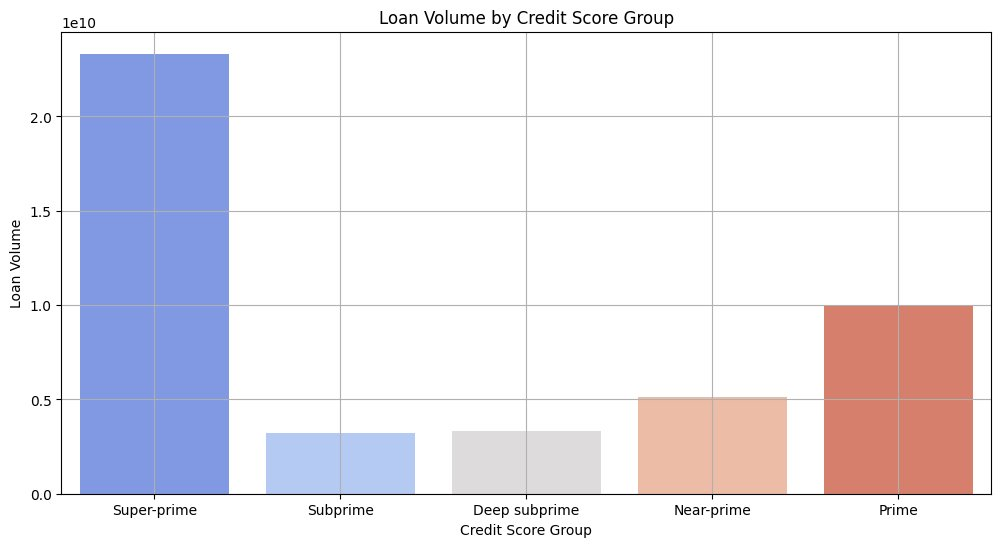 Loan Volume by Credit Score Group
1e10
2.0
1.5
1.0
0.5
0.0
Loan Volume
Super-prime Subprime Deep subprime Near-prime Prime
Credit Score Group